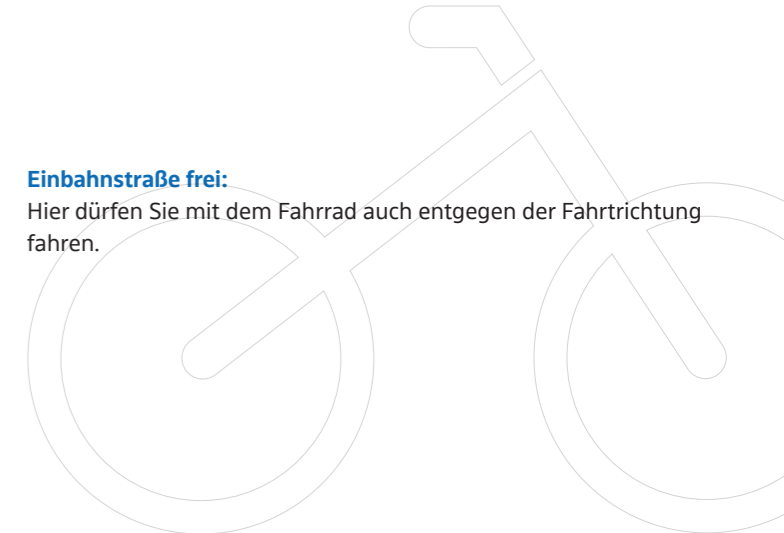 Einbahnstraße frei:
Hier dürfen Sie mit dem Fahrrad auch entgegen der Fahrtrichtung
fahren.